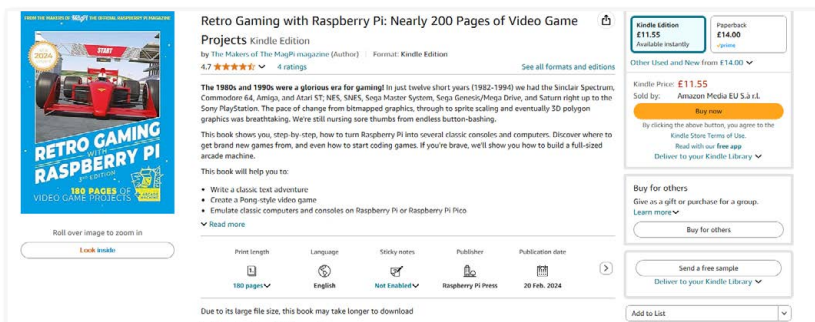 FROM THE MAKERS OF MagPi THE OFFICIAL RASPBERRY PI MAGAZINE
2024
START
RETRO GAMING
WITH
RASPBERRY PI
3RD EDITION
180 PAGES OF
VIDEO GAME PROJECTS
Roll over image to zoom in
Look inside
Retro Gaming with Raspberry Pi: Nearly 200 Pages of Video Game
Projects Kindle Edition
by The Makers of The MagPi magazine (Author) Format: Kindle Edition
4.7 4 ratings
See all formats and editions
The 1980s and 1990s were a glorious era for gaming! In just twelve short years (1982-1994) we had the Sinclair Spectrum,
Commodore 64, Amiga, and Atari ST; NES, SNES, Sega Master System, Sega Genesis/Mega Drive, and Saturn right up to the
Sony PlayStation. The pace of change from bitmapped graphics, through to sprite scaling and eventually 3D polygon
graphics was breathtaking. We're still nursing sore thumbs from endless button-bashing.
This book shows you, step-by-step, how to turn Raspberry Pi into several classic consoles and computers. Discover where to
get brand new games from, and even how to start coding games. If you're brave, we'll show you how to build a full-sized
arcade machine.
This book will help you to:
• Write a classic text adventure
• Create a Pong-style video game
• Emulate classic computers and consoles on Raspberry Pi or Raspberry Pi Pico
Read more
Print length
180 pages
Language
English
Sticky notes
Not Enabled
Publisher
Raspberry Pi Press
Publication date
20 Feb. 2024
Due to its large file size, this book may take longer to download
Kindle Edition
£11.55
Available instantly
Paperback
£14.00
prime
Other Used and New from £14.00
Kindle Price: £11.55
Sold by: Amazon Media EU S.à r.l.
Buy now
By clicking the above button, you agree to the
Kindle Store Terms of Use.
Read with our free app
Deliver to your Kindle Library
Buy for others
Give as a gift or purchase for a group.
Learn more
Buy for others
Send a free sample
Deliver to your Kindle Library
Add to List